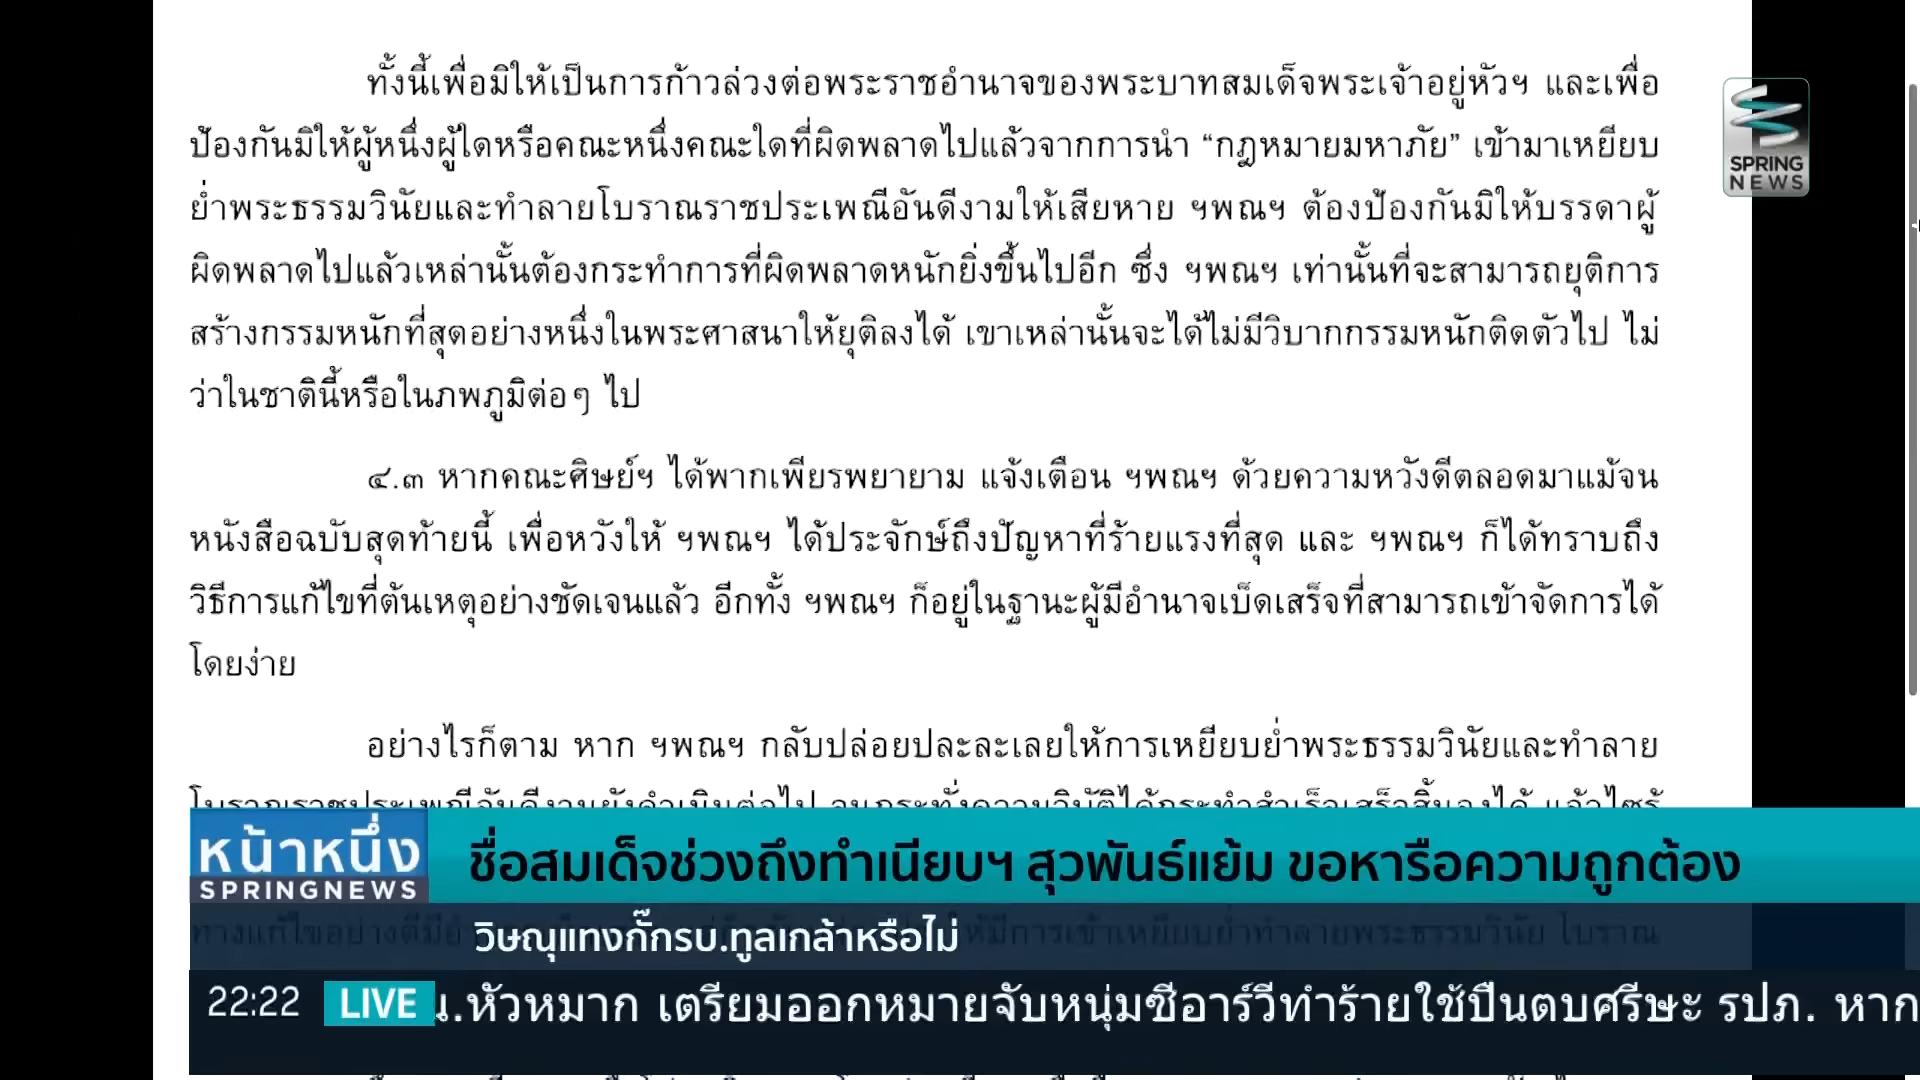 ทั้งนี้เพื่อมิให้เป็นการก้าวล่วงต่อพระราชอำนาจของพระบาทสมเด็จพระเจ้าอยู่หัวฯ และเพื่อ
ป้องกันมิให้ผู้หนึ่งผู้ใดหรือคณะหนึ่งคณะใดที่ผิดพลาดไปแล้วจากการนำ “กฎหมายมหาภัย” เข้ามาเหยียบ
ย่ำพระธรรมวินัยและทำลายโบราณราชประเพณีอันดีงามให้เสียหาย ฯพณฯ ต้องป้องกันมิให้บรรดาผู้
ผิดพลาดไปแล้วเหล่านั้นต้องกระทำการที่ผิดพลาดหนักยิ่งขึ้นไปอีก ซึ่ง ฯพณฯ เท่านั้นที่จะสามารถยุติการ
สร้างกรรมหนักที่สุดอย่างหนึ่งในพระศาสนาให้ยุติลงได้ เขาเหล่านั้นจะได้ไม่มีวิบากกรรมหนักติดตัวไป ไม่
ว่าในชาตินี้หรือในภพภูมิต่อๆ ไป
๔.๓ หากคณะศิษย์ฯ ได้พากเพียรพยายาม แจ้งเตือน ฯพณฯ ด้วยความหวังดีตลอดมาแม้จน
หนังสือฉบับสุดท้ายนี้ เพื่อหวังให้ ฯพณฯ ได้ประจักษ์ถึงปัญหาที่ร้ายแรงที่สุด และ ฯพณฯ ก็ได้ทราบถึง
วิธีการแก้ไขที่ต้นเหตุอย่างชัดเจนแล้ว อีกทั้ง ฯพณฯ ก็อยู่ในฐานะผู้มีอำนาจเบ็ดเสร็จที่สามารถเข้าจัดการได้
โดยง่าย
อย่างไรก็ตาม หาก ฯพณฯ กลับปล่อยปละละเลยให้การเหยียบย่ำพระธรรมวินัยและทำลาย
SPRING
NEWS
หน้าหนึ่ง
SPRINGNEWS
ชื่อสมเด็จช่วงถึงทำเนียบฯ สุวพันธ์แย้ม ขอหารือความถูกต้อง
วิษณุแทงกั๊กรบ.ทูลเกล้าหรือไม่
22:22 LIVE น.หัวหมาก เตรียมออกหมายจับหนุ่มซีอาร์วีทำร้ายใช้ปืนตบศรีษะ รปภ. หาก